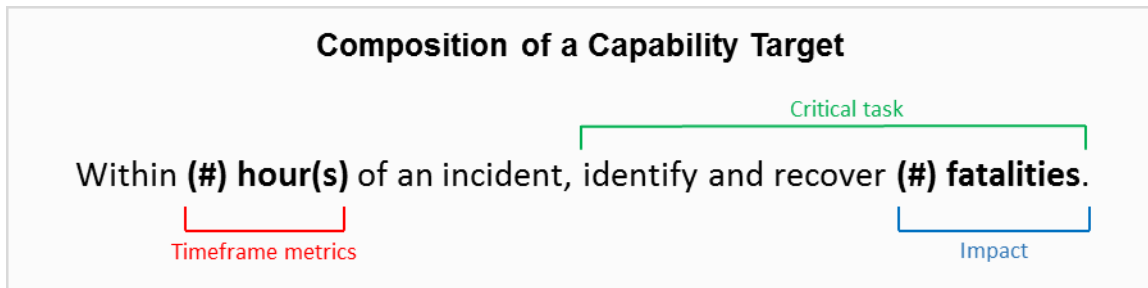 Composition of a Capability Target
Critical task
Within (#) hour(s) of an incident, identify and recover (#) fatalities.
Timeframe metrics
Impact